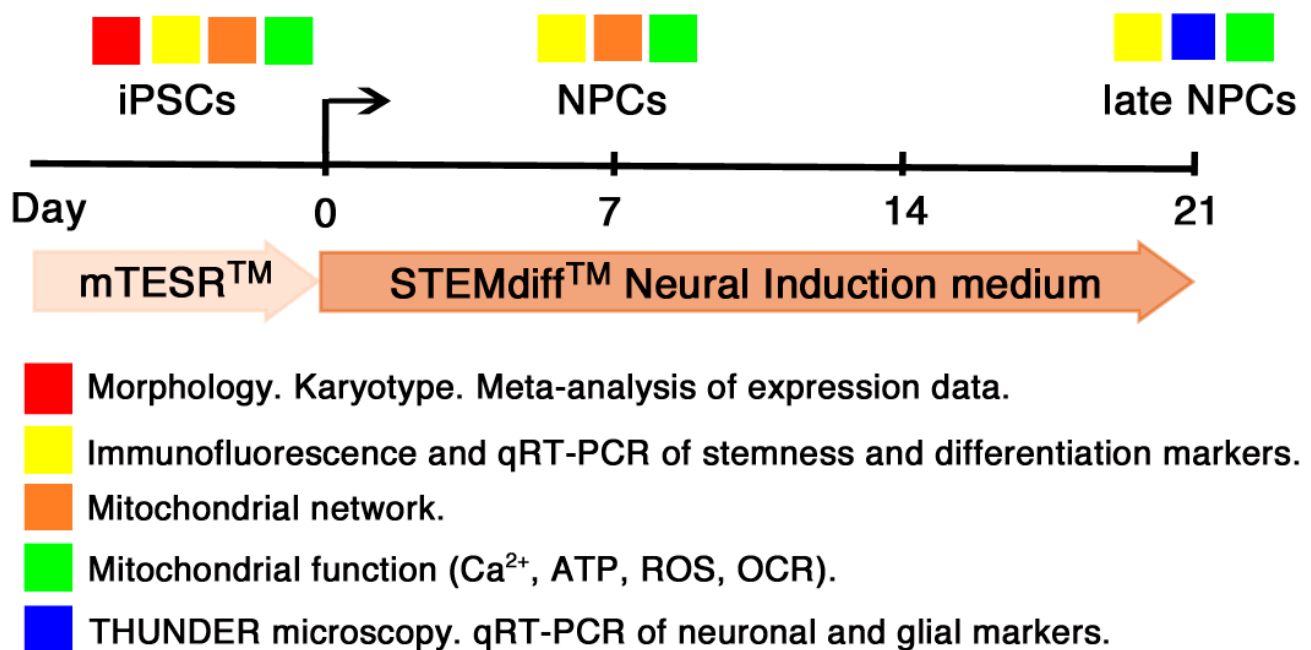 iPSCs NPCs late NPCs
Day 0 7 14 21
mTESR™ STEMdiff™ Neural Induction medium
Morphology. Karyotype. Meta-analysis of expression data.
Immunofluorescence and qRT-PCR of stemness and differentiation markers.
Mitochondrial network.
Mitochondrial function (Ca²⁺, ATP, ROS, OCR).
THUNDER microscopy. qRT-PCR of neuronal and glial markers.